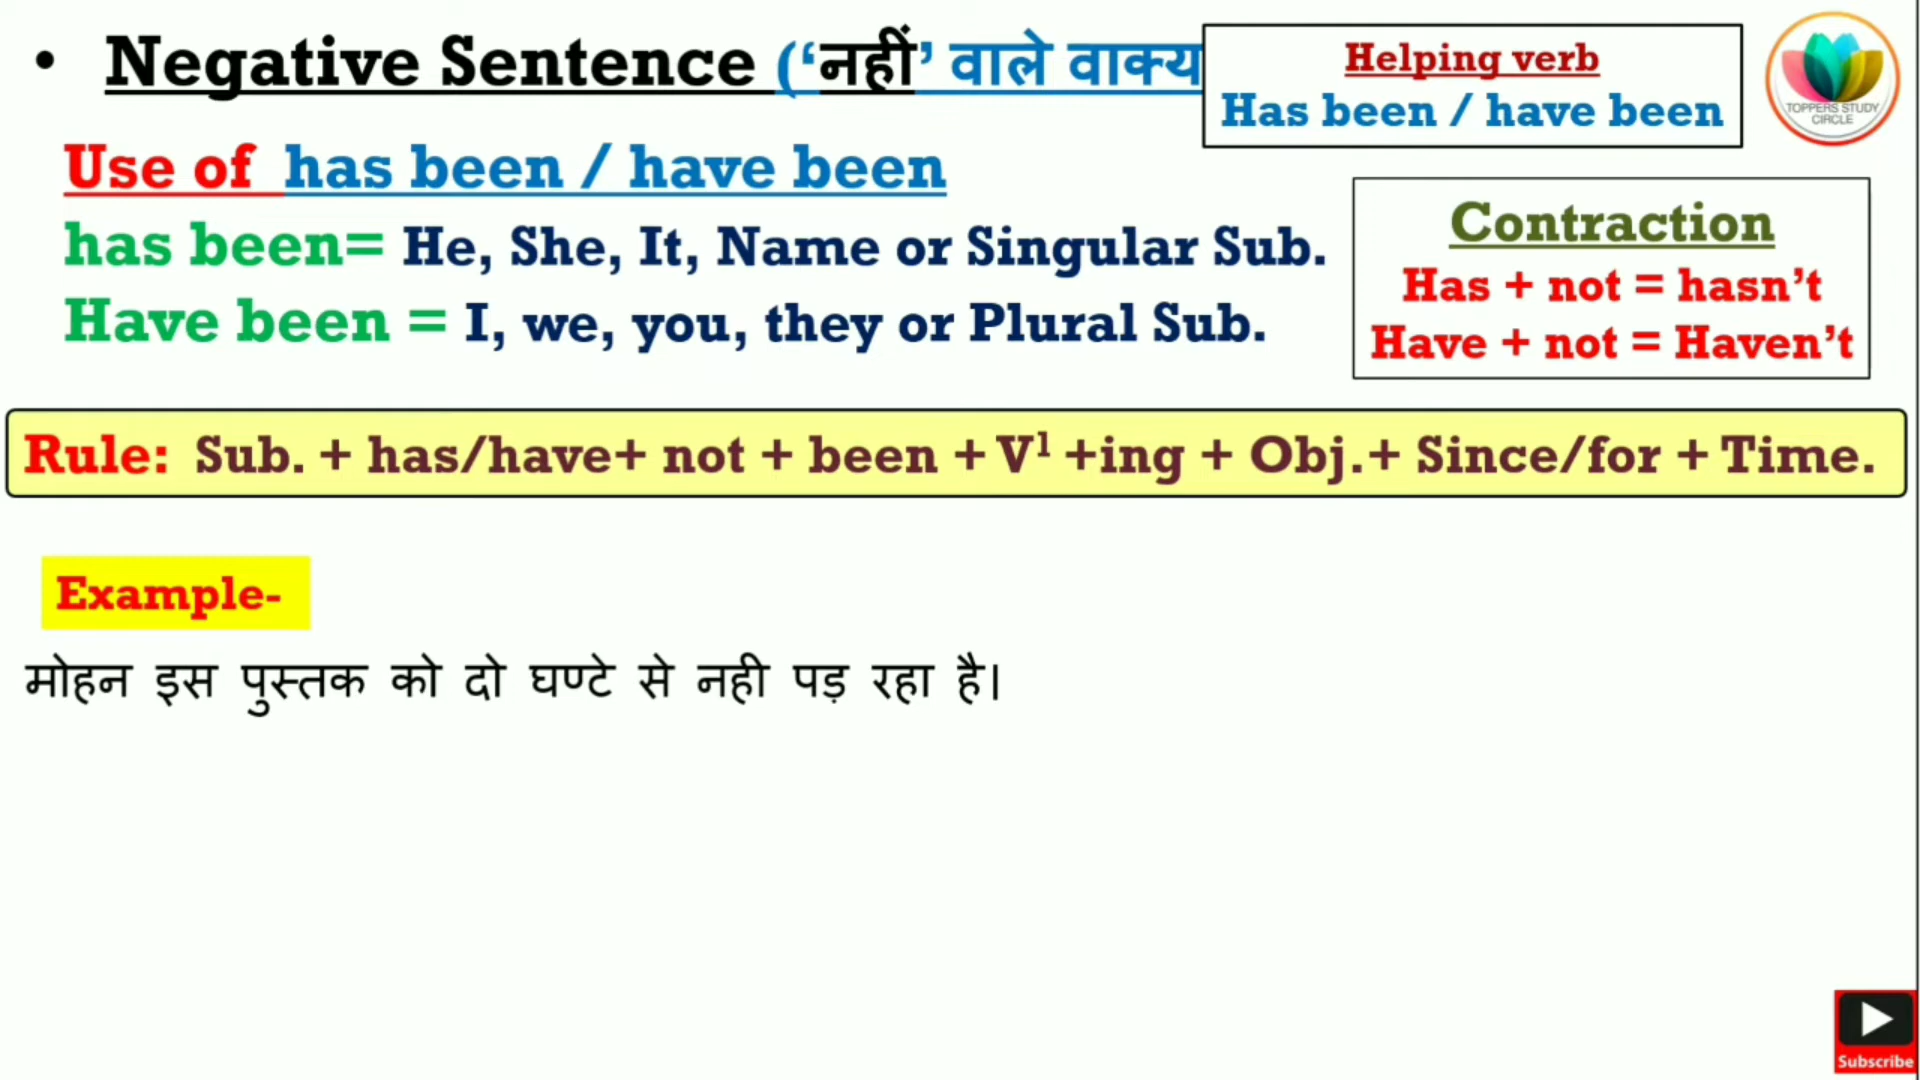 • Negative Sentence (‘नहीं’ वाले वाक्य
Helping verb
Has been / have been
TOPPERS STUDY
CIRCLE
Use of has been / have been
has been= He, She, It, Name or Singular Sub.
Have been = I, we, you, they or Plural Sub.
Contraction
Has + not = hasn’t
Have + not = Haven’t
Rule: Sub. + has/have+ not + been + V¹ +ing + Obj.+ Since/for + Time.
Example-
मोहन इस पुस्तक को दो घण्टे से नही पड़ रहा है।
Subscribe